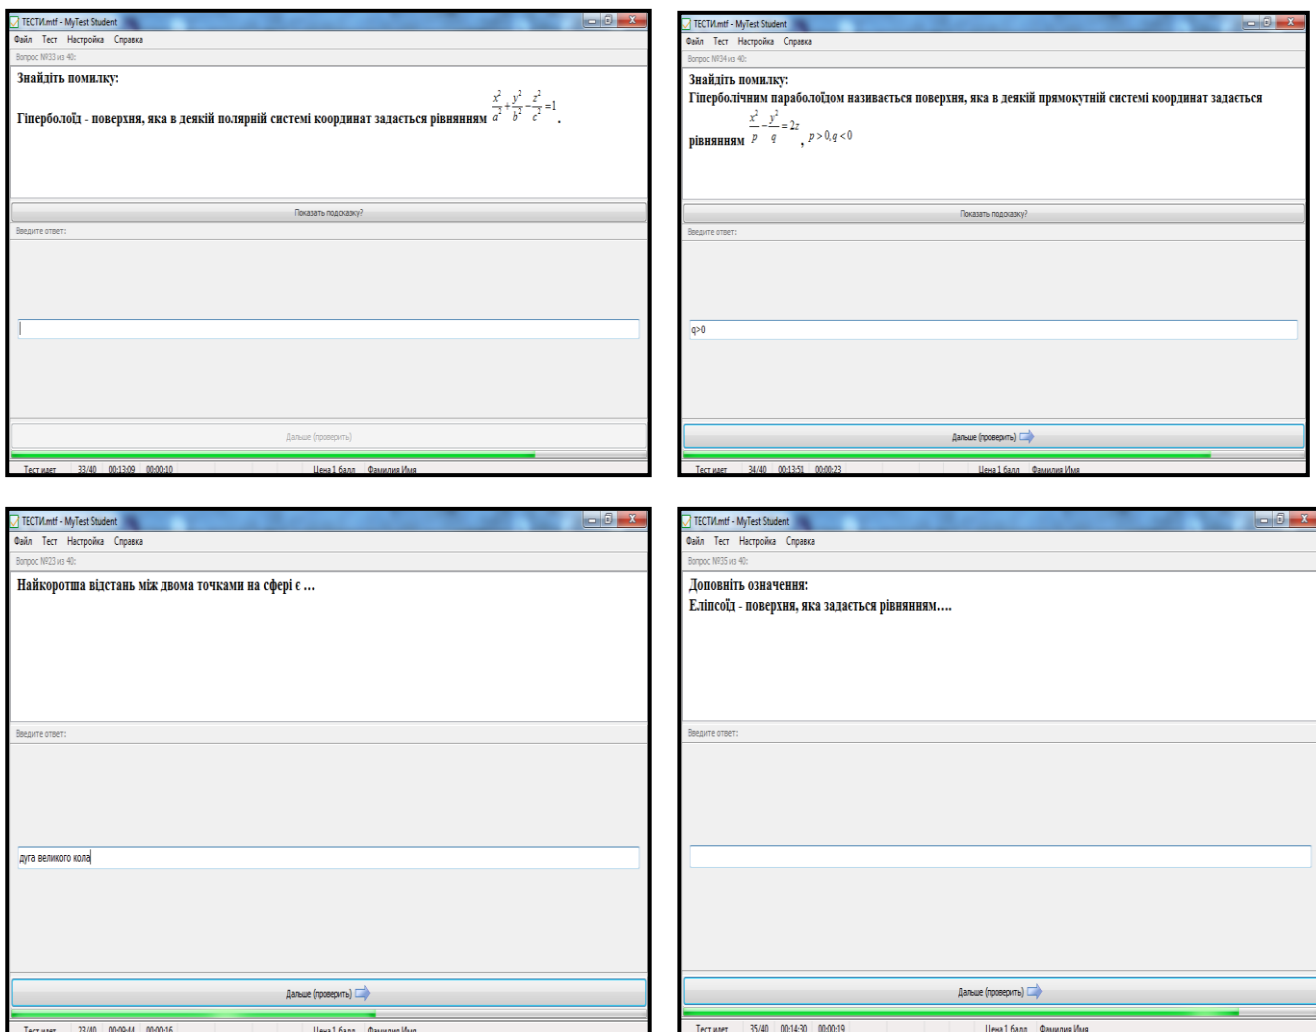 ТЕСТИ.mtf - MyTest Student
Файл Тест Настройка Справка
Вопрос №33 из 40:
Знайдіть помилку:
Гіперболоїд - поверхня, яка в деякій полярній системі координат задається рівнянням x²/a² + y²/b² − z²/c² = 1 .
Показать подсказку?
Введите ответ:
Дальше (проверить)
Тест идет 33/40 00:13:09 00:00:10 Цена 1 балл Фамилия Имя
ТЕСТИ.mtf - MyTest Student
Файл Тест Настройка Справка
Вопрос №34 из 40:
Знайдіть помилку:
Гіперболічним параболоїдом називається поверхня, яка в деякій прямокутній системі координат задається
рівнянням x²/p − y²/q = 2z , p > 0, q < 0
Показать подсказку?
Введите ответ:
q>0
Дальше (проверить)
Тест идет 34/40 00:13:51 00:00:23 Цена 1 балл Фамилия Имя
ТЕСТИ.mtf - MyTest Student
Файл Тест Настройка Справка
Вопрос №23 из 40:
Найкоротша відстань між двома точками на сфері є ...
Введите ответ:
дуга великого кола
Дальше (проверить)
Тест идет 23/40 00:09:44 00:00:16 Цена 1 балл Фамилия Имя
ТЕСТИ.mtf - MyTest Student
Файл Тест Настройка Справка
Вопрос №35 из 40:
Доповніть означення:
Еліпсоїд - поверхня, яка задається рівнянням....
Введите ответ:
Дальше (проверить)
Тест идет 35/40 00:14:30 00:00:19 Цена 1 балл Фамилия Имя